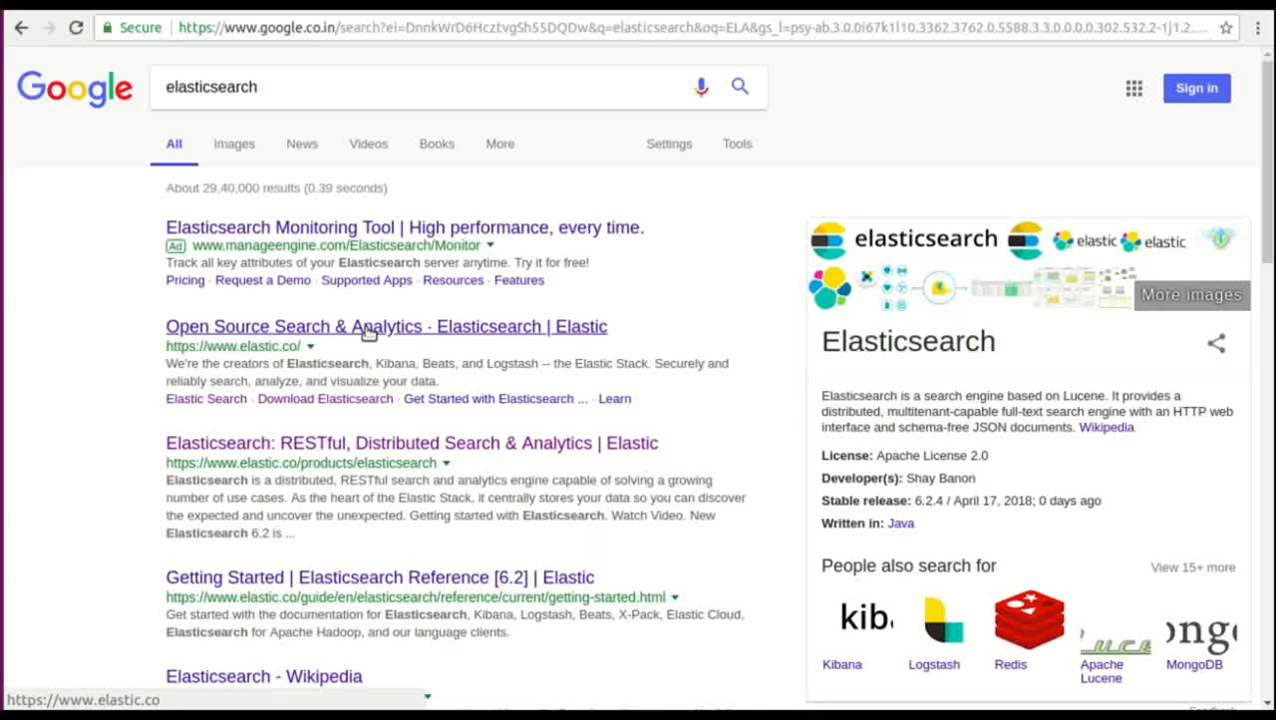 Secure
https://www.google.co.in/search?ei=DnnkWrD6HcztvgSh55DQDw&q=elasticsearch&oq=ELA&gs_l=psy-ab.3.0.0i67k1l10.3362.3762.0.5588.3.3.0.0.0.0.302.532.2-1j1.2....
Google
elasticsearch
Sign in
All Images News Videos Books More Settings Tools
About 29,40,000 results (0.39 seconds)
Elasticsearch Monitoring Tool | High performance, every time.
Ad www.manageengine.com/Elasticsearch/Monitor
Track all key attributes of your Elasticsearch server anytime. Try it for free!
Pricing · Request a Demo · Supported Apps · Resources · Features
Open Source Search & Analytics · Elasticsearch | Elastic
https://www.elastic.co/
We're the creators of Elasticsearch, Kibana, Beats, and Logstash -- the Elastic Stack. Securely and
reliably search, analyze, and visualize your data.
Elastic Search · Download Elasticsearch · Get Started with Elasticsearch ... · Learn
Elasticsearch: RESTful, Distributed Search & Analytics | Elastic
https://www.elastic.co/products/elasticsearch
Elasticsearch is a distributed, RESTful search and analytics engine capable of solving a growing
number of use cases. As the heart of the Elastic Stack, it centrally stores your data so you can discover
the expected and uncover the unexpected. Getting started with Elasticsearch. Watch Video. New
Elasticsearch 6.2 is ...
Getting Started | Elasticsearch Reference [6.2] | Elastic
https://www.elastic.co/guide/en/elasticsearch/reference/current/getting-started.html
Get started with the documentation for Elasticsearch, Kibana, Logstash, Beats, X-Pack, Elastic Cloud,
Elasticsearch for Apache Hadoop, and our language clients.
Elasticsearch - Wikipedia
https://www.elastic.co
elasticsearch
elastic
elastic
More images
Elasticsearch
Elasticsearch is a search engine based on Lucene. It provides a
distributed, multitenant-capable full-text search engine with an HTTP web
interface and schema-free JSON documents. Wikipedia
License: Apache License 2.0
Developer(s): Shay Banon
Stable release: 6.2.4 / April 17, 2018; 0 days ago
Written in: Java
People also search for
View 15+ more
kib
ongo
Kibana
Logstash
Redis
Apache
Lucene
MongoDB